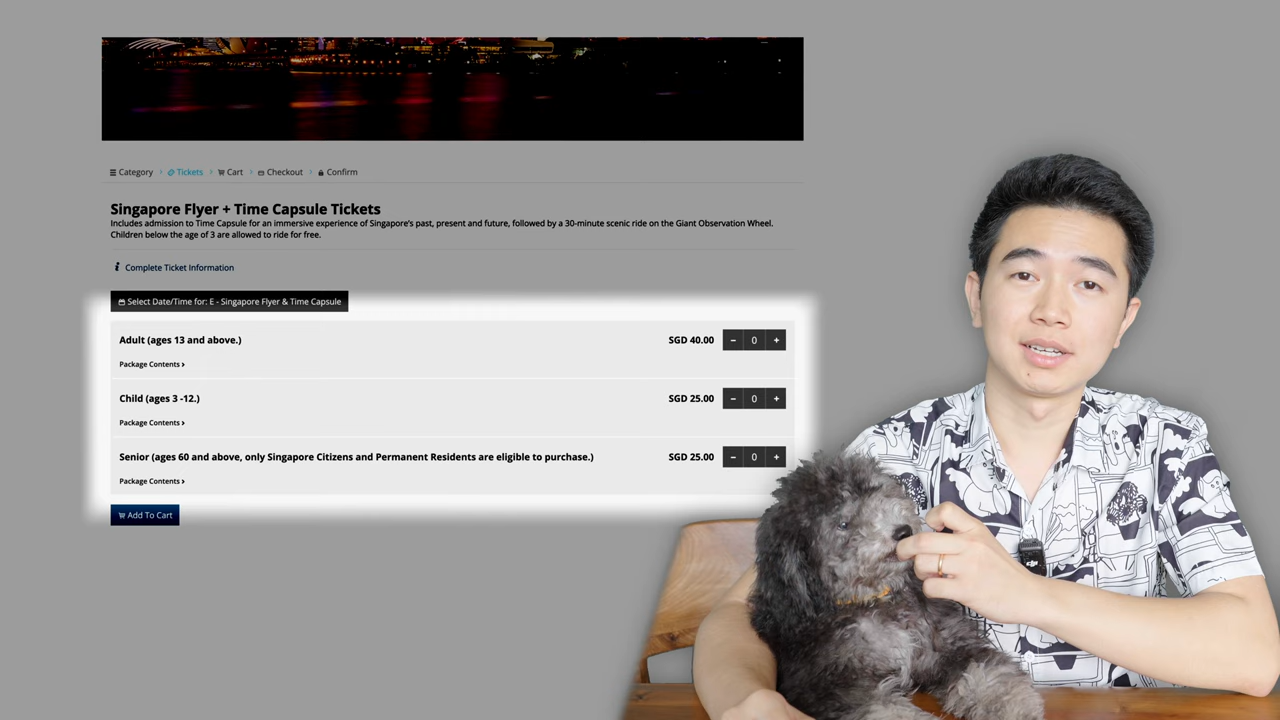 Category > Tickets > Cart > Checkout > Confirm
Singapore Flyer + Time Capsule Tickets
Includes admission to Time Capsule for an immersive experience of Singapore's past, present and future, followed by a 30-minute scenic ride on the Giant Observation Wheel.
Children below the age of 3 are allowed to ride for free.
Complete Ticket Information
Select Date/Time for: E - Singapore Flyer & Time Capsule
Adult (ages 13 and above.) SGD 40.00 − 0 +
Package Contents >
Child (ages 3 -12.) SGD 25.00 − 0 +
Package Contents >
Senior (ages 60 and above, only Singapore Citizens and Permanent Residents are eligible to purchase.) SGD 25.00 − 0 +
Package Contents >
Add To Cart
dji